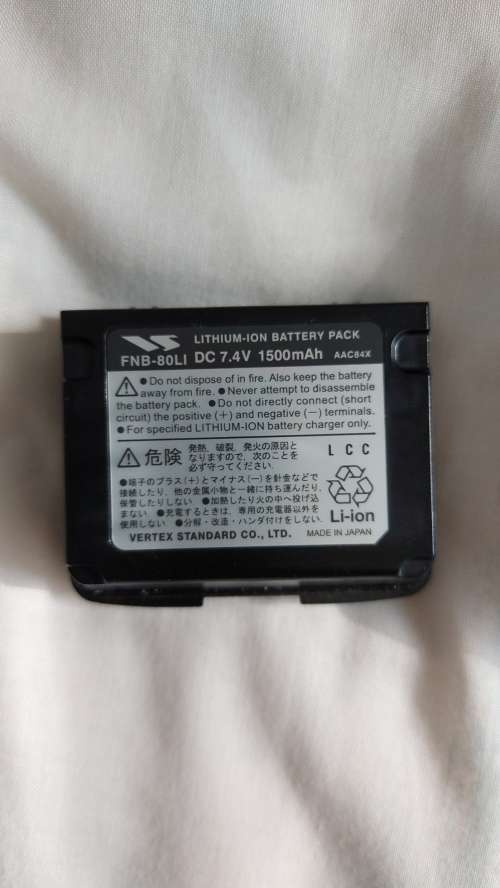 LITHIUM-ION BATTERY PACK
FNB-80LI DC 7.4V 1500mAh AAC84X
● Do not dispose of in fire. Also keep the battery
away from fire. ● Never attempt to disassemble
the battery pack. ● Do not directly connect (short
circuit) the positive (+) and negative (−) terminals.
● For specified LITHIUM-ION battery charger only.
危険 発熱, 破裂, 発火の原因と
なりますので, 次のことを
必ず守ってください.
L C C
●端子のプラス(+)とマイナス(−)を針金などで
接続したり, 他の金属小物と一緒に持ち運んだり,
保管したりしない ●加熱したり火の中へ投げ込
まない ●充電するときは, 専用の充電器以外を
使用しない ●分解・改造・ハンダ付けをしない.
Li-ion
VERTEX STANDARD CO., LTD. MADE IN JAPAN